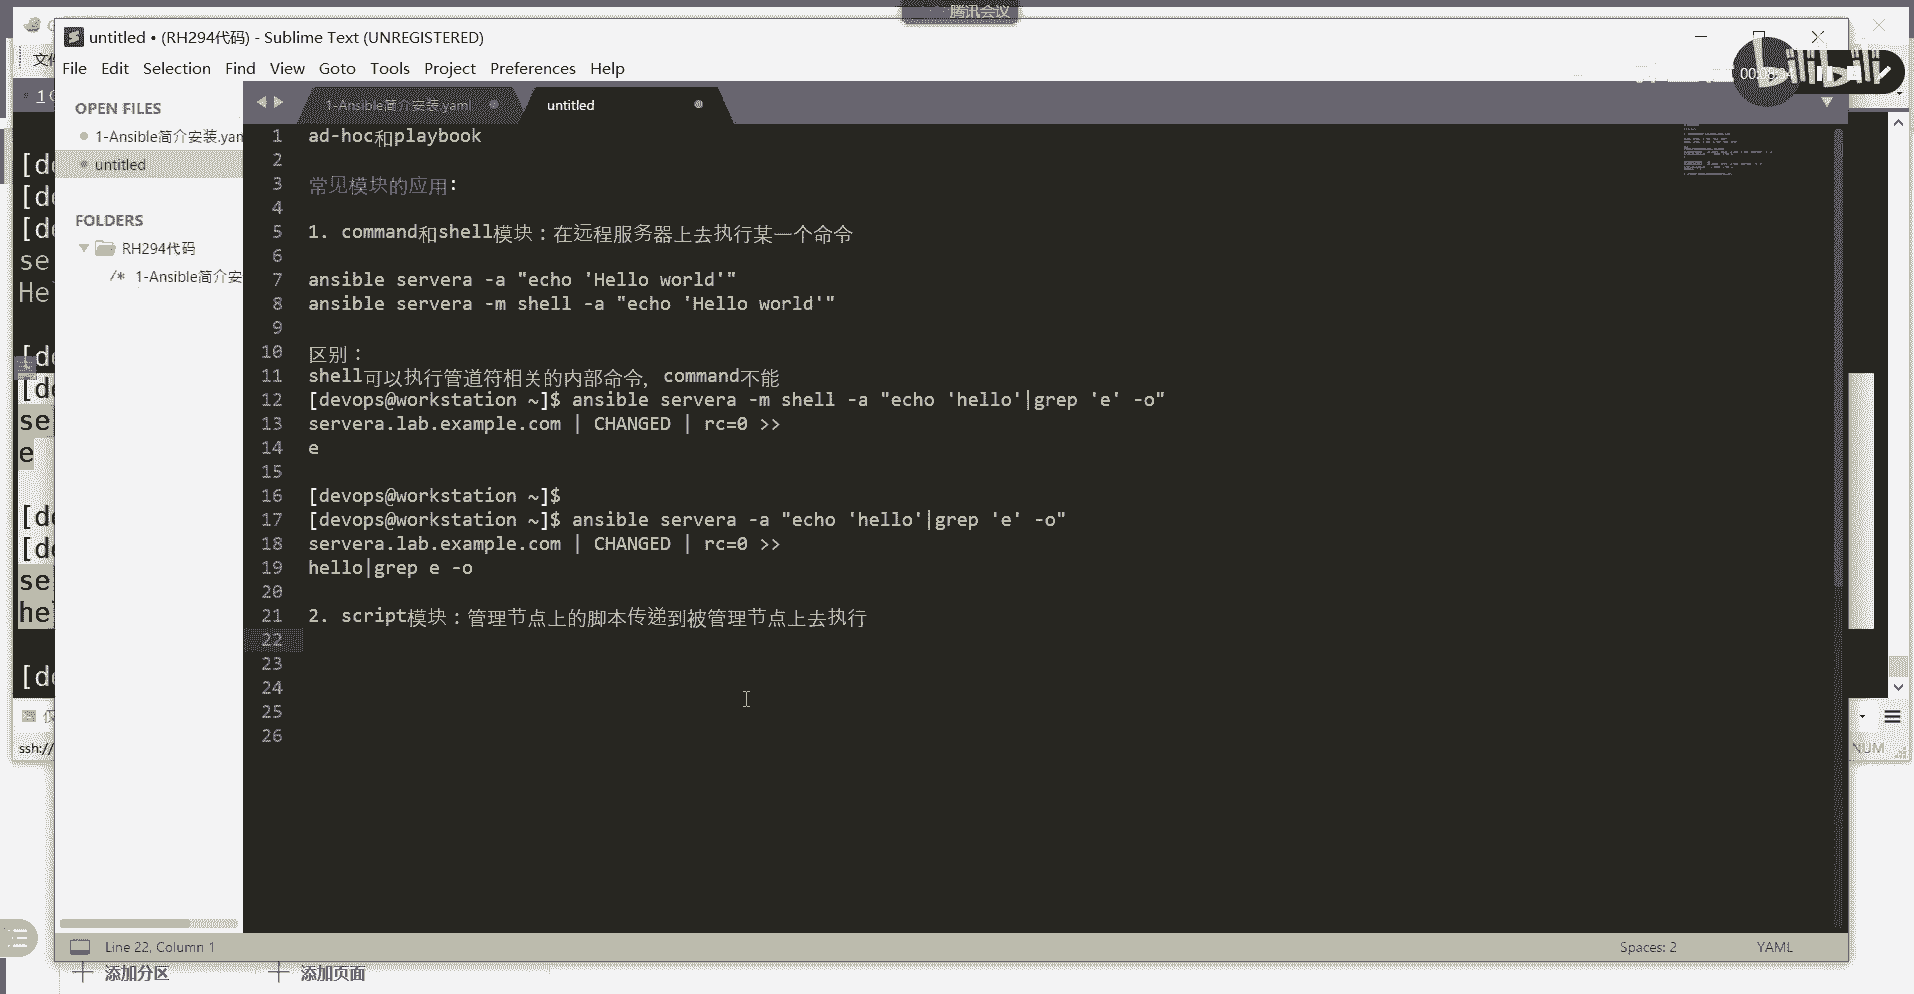 腾讯会议
untitled • (RH294代码) - Sublime Text (UNREGISTERED)
File Edit Selection Find View Goto Tools Project Preferences Help
bilibili
OPEN FILES
1-Ansible简介安装.yam
untitled
FOLDERS
RH294代码
/* 1-Ansible简介安
1-Ansible简介安装.yaml
untitled
1 ad-hoc和playbook
2
3 常见模块的应用:
4
5 1. command和shell模块：在远程服务器上去执行某一个命令
6
7 ansible servera -a "echo 'Hello world'"
8 ansible servera -m shell -a "echo 'Hello world'"
9
10 区别：
11 shell可以执行管道符相关的内部命令，command不能
12 [devops@workstation ~]$ ansible servera -m shell -a "echo 'hello'|grep 'e' -o"
13 servera.lab.example.com | CHANGED | rc=0 >>
14 e
15
16 [devops@workstation ~]$
17 [devops@workstation ~]$ ansible servera -a "echo 'hello'|grep 'e' -o"
18 servera.lab.example.com | CHANGED | rc=0 >>
19 hello|grep e -o
20
21 2. script模块：管理节点上的脚本传递到被管理节点上去执行
22
23
24
25
26
[de
[de
[de
se
He
[de
[de
se
e
[de
[de
se
he
[de
ssh://
NUM
Line 22, Column 1
Spaces: 2
YAML
添加分区
添加页面